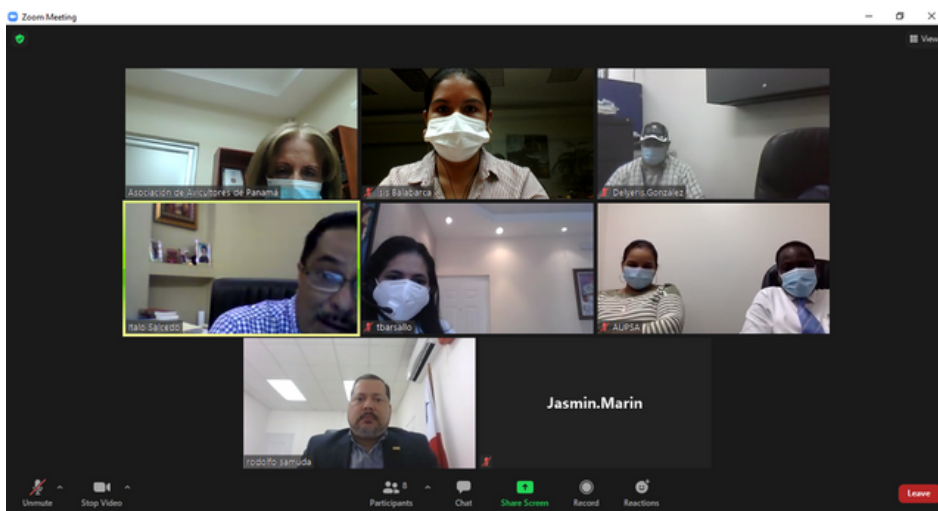 Zoom Meeting
View
Asociación de Avicultores de Panamá
Isis Balabarca
Delyeris Gonzalez
Italo Salcedo
tbarsallo
AUPSA
rodolfo samuda
Jasmin.Marin
Unmute
Stop Video
Participants
8
Chat
Share Screen
Record
Reactions
Leave